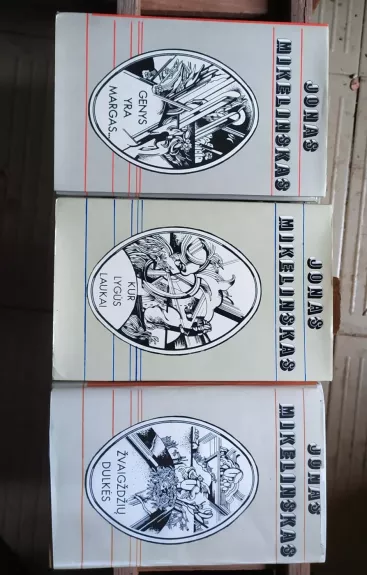 JONAS
MIKELINSKAS
GENYS
YRA
MARGAS...
JONAS
MIKELINSKAS
KUR
LYGŪS
LAUKAI
JONAS
MIKELINSKAS
ŽVAIGŽDŽIŲ
DULKĖS